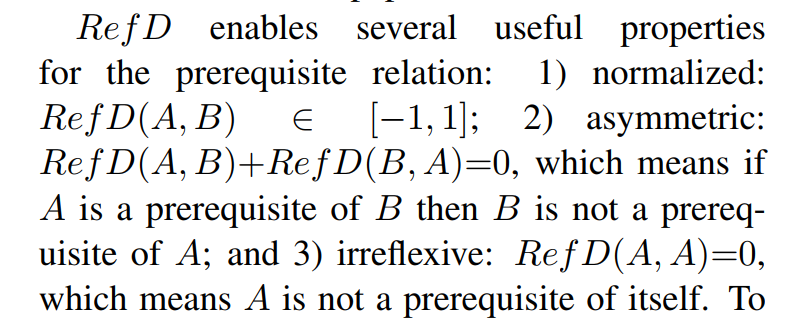 RefD enables several useful properties
for the prerequisite relation: 1) normalized:
RefD(A, B) ∈ [−1, 1]; 2) asymmetric:
RefD(A, B)+RefD(B, A)=0, which means if
A is a prerequisite of B then B is not a prereq-
uisite of A; and 3) irreflexive: RefD(A, A)=0,
which means A is not a prerequisite of itself. To